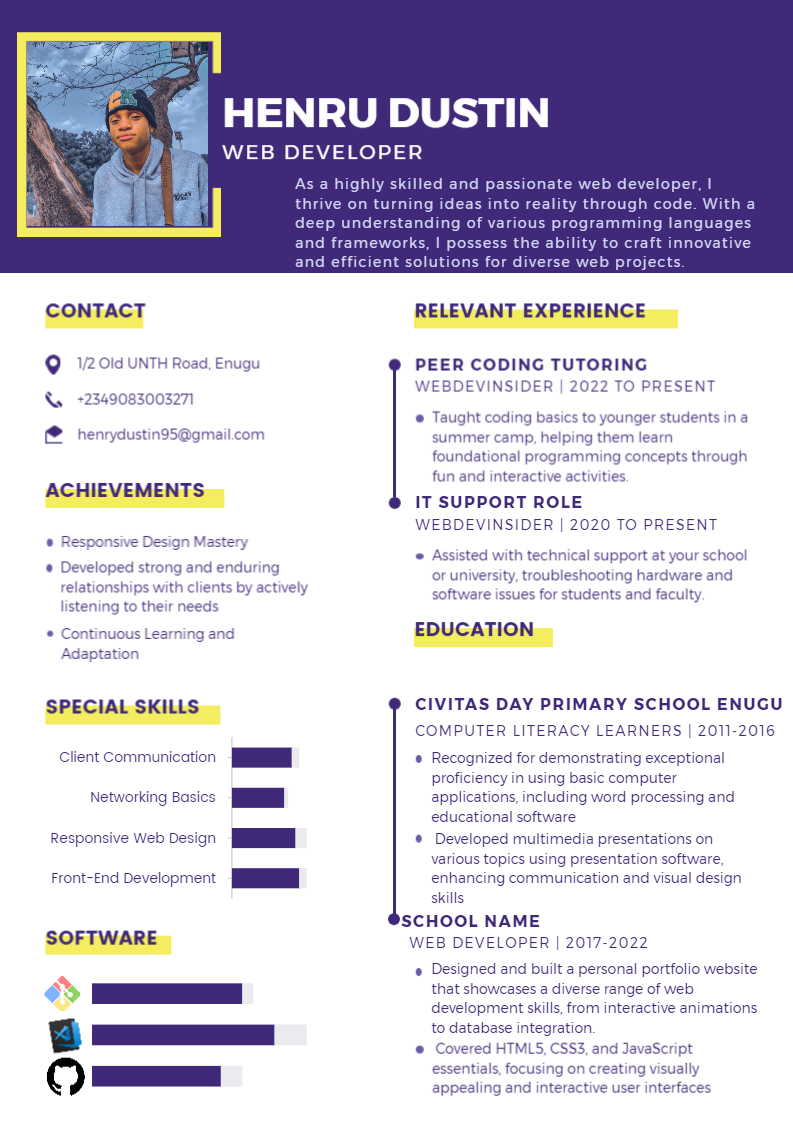 HENRU DUSTIN
WEB DEVELOPER
As a highly skilled and passionate web developer, I
thrive on turning ideas into reality through code. With a
deep understanding of various programming languages
and frameworks, I possess the ability to craft innovative
and efficient solutions for diverse web projects.
CONTACT
1/2 Old UNTH Road, Enugu
+2349083003271
henrydustin95@gmail.com
ACHIEVEMENTS
Responsive Design Mastery
Developed strong and enduring
relationships with clients by actively
listening to their needs
Continuous Learning and
Adaptation
SPECIAL SKILLS
Client Communication
Networking Basics
Responsive Web Design
Front-End Development
SOFTWARE
RELEVANT EXPERIENCE
PEER CODING TUTORING
WEBDEVINSIDER | 2022 TO PRESENT
Taught coding basics to younger students in a
summer camp, helping them learn
foundational programming concepts through
fun and interactive activities.
IT SUPPORT ROLE
WEBDEVINSIDER | 2020 TO PRESENT
Assisted with technical support at your school
or university, troubleshooting hardware and
software issues for students and faculty.
EDUCATION
CIVITAS DAY PRIMARY SCHOOL ENUGU
COMPUTER LITERACY LEARNERS | 2011-2016
Recognized for demonstrating exceptional
proficiency in using basic computer
applications, including word processing and
educational software
Developed multimedia presentations on
various topics using presentation software,
enhancing communication and visual design
skills
SCHOOL NAME
WEB DEVELOPER | 2017-2022
Designed and built a personal portfolio website
that showcases a diverse range of web
development skills, from interactive animations
to database integration.
Covered HTML5, CSS3, and JavaScript
essentials, focusing on creating visually
appealing and interactive user interfaces